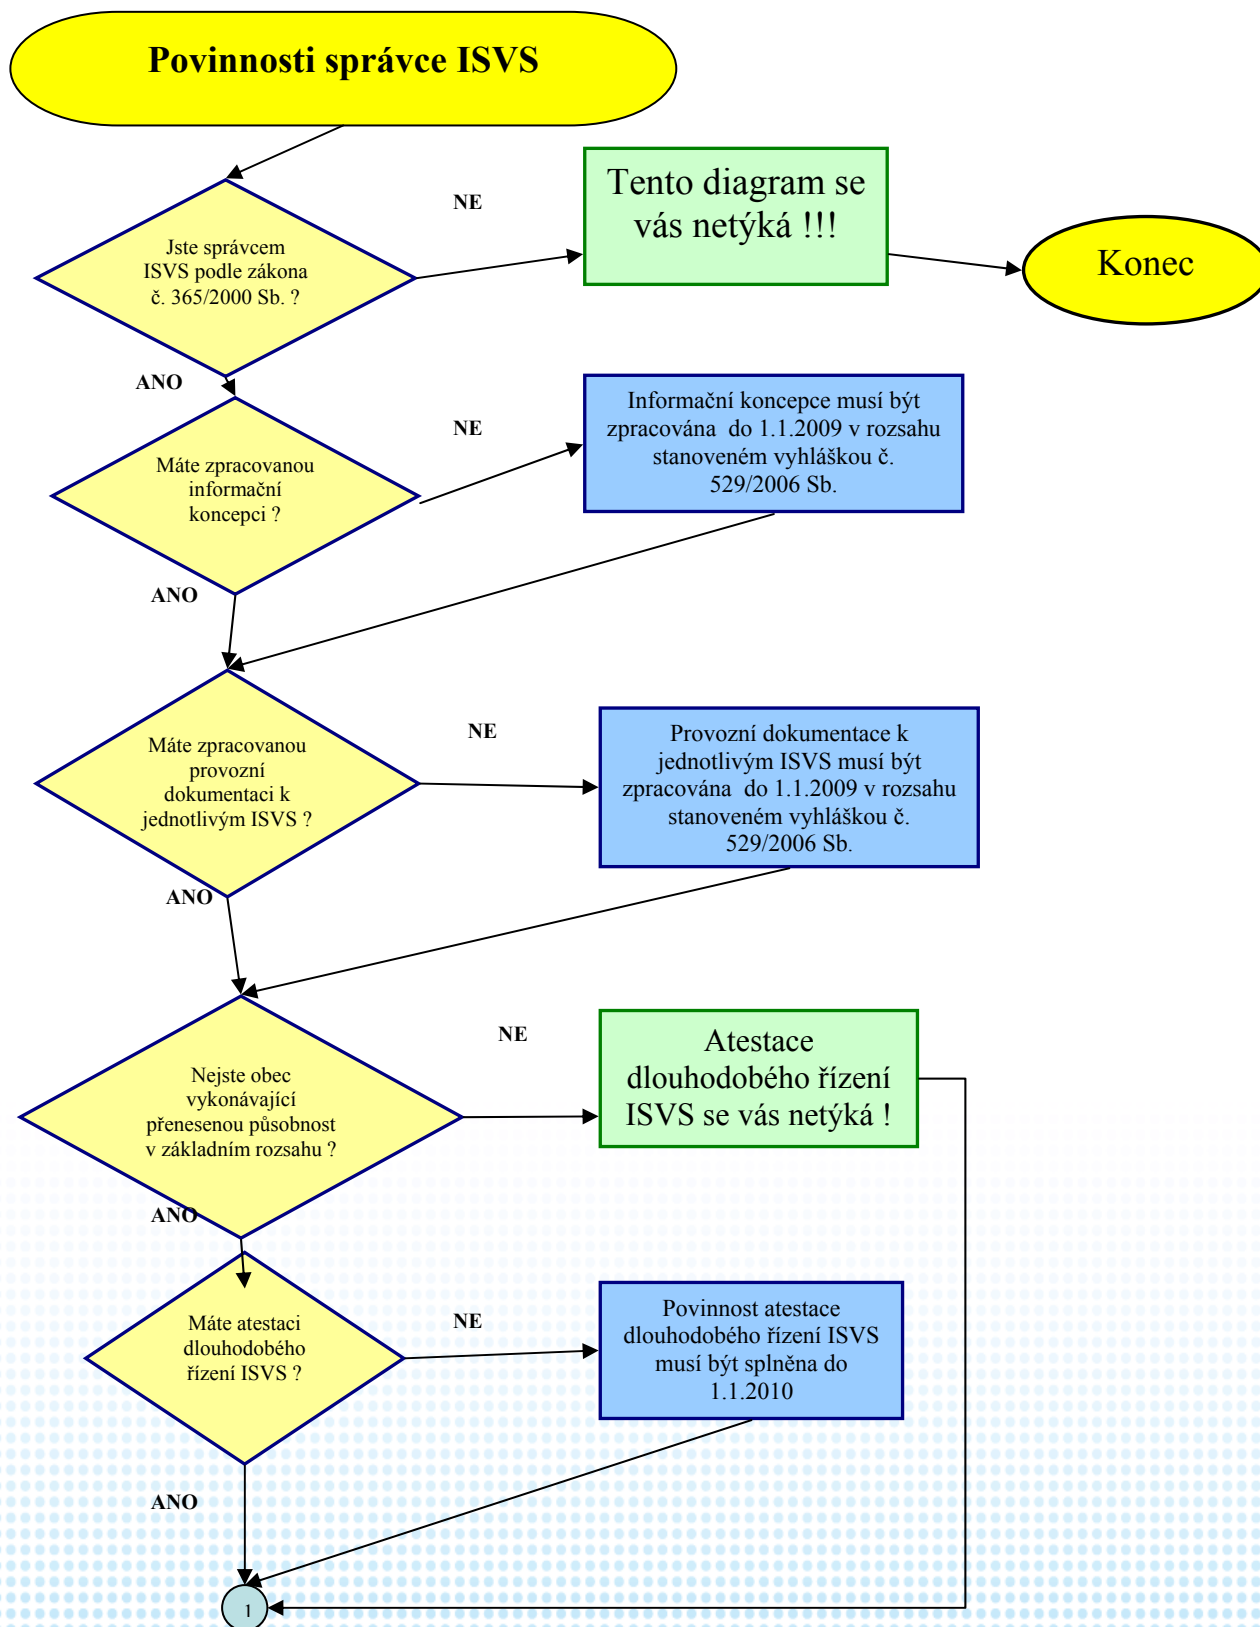 Povinnosti správce ISVS
NE
Tento diagram se
vás netýká !!!
Konec
Jste správcem
ISVS podle zákona
č. 365/2000 Sb. ?
ANO
NE
Informační koncepce musí být
zpracována do 1.1.2009 v rozsahu
stanoveném vyhláškou č.
529/2006 Sb.
Máte zpracovanou
informační
koncepci ?
ANO
NE
Provozní dokumentace k
jednotlivým ISVS musí být
zpracována do 1.1.2009 v rozsahu
stanoveném vyhláškou č.
529/2006 Sb.
Máte zpracovanou
provozní
dokumentaci k
jednotlivým ISVS ?
ANO
NE
Atestace
dlouhodobého řízení
ISVS se vás netýká !
Nejste obec
vykonávající
přenesenou působnost
v základním rozsahu ?
ANO
NE
Povinnost atestace
dlouhodobého řízení ISVS
musí být splněna do
1.1.2010
Máte atestaci
dlouhodobého
řízení ISVS ?
ANO
1